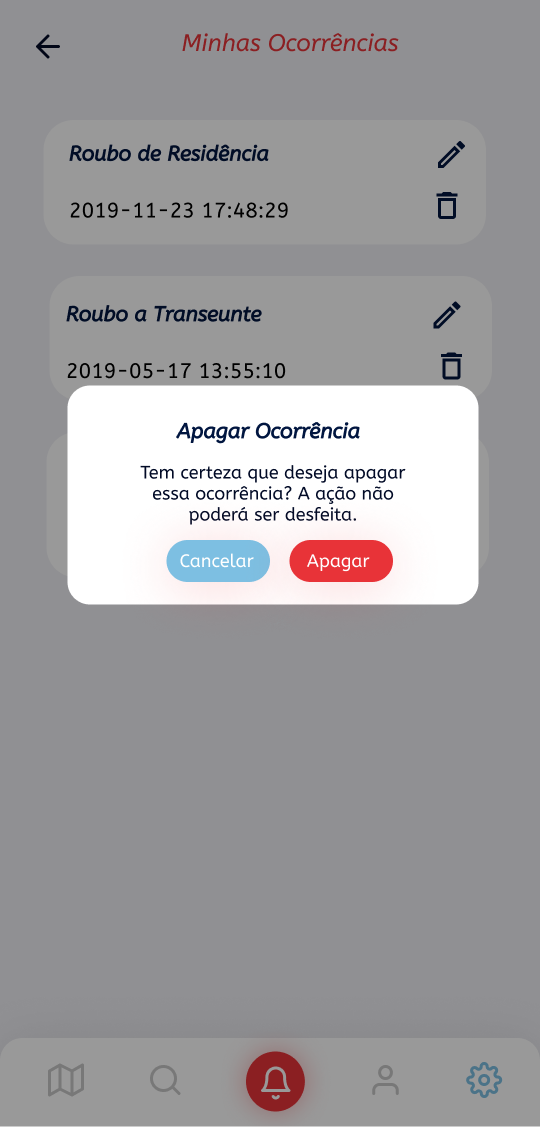 Minhas Ocorrências
Roubo de Residência
2019-11-23 17:48:29
Roubo a Transeunte
2019-05-17 13:55:10
Apagar Ocorrência
Tem certeza que deseja apagar
essa ocorrência? A ação não
poderá ser desfeita.
Cancelar
Apagar